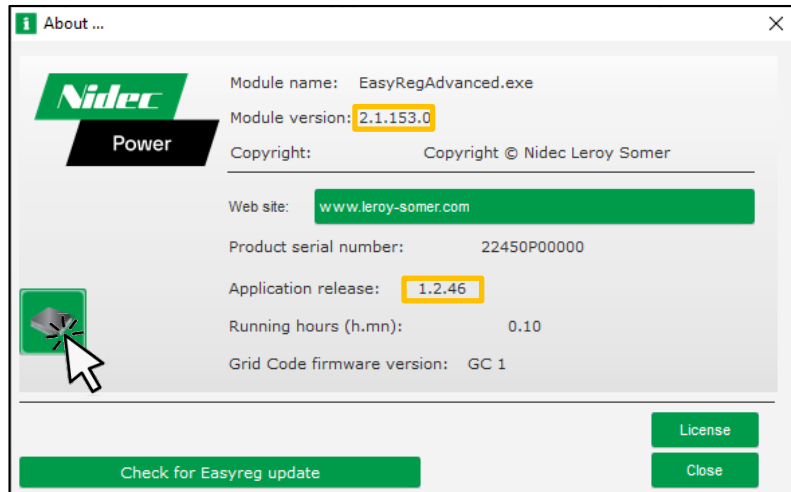 About ...
Nidec
Power
Module name: EasyRegAdvanced.exe
Module version: 2.1.153.0
Copyright: Copyright © Nidec Leroy Somer
Web site: www.leroy-somer.com
Product serial number: 22450P00000
Application release: 1.2.46
Running hours (h.mn): 0.10
Grid Code firmware version: GC 1
License
Check for Easyreg update
Close